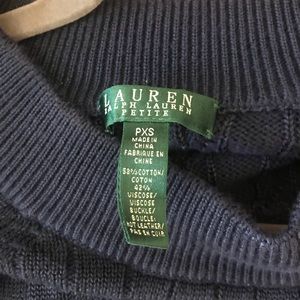 LAUREN
RALPH LAUREN
PETITE
PXS
MADE IN
CHINA
FABRIQUE EN
CHINE
58%COTTON/
COTON
42%
VISCOSE/
VISCOSE
BUCKLE/
BOUCLE:
NOT LEATHER/
PAS EN CUIR